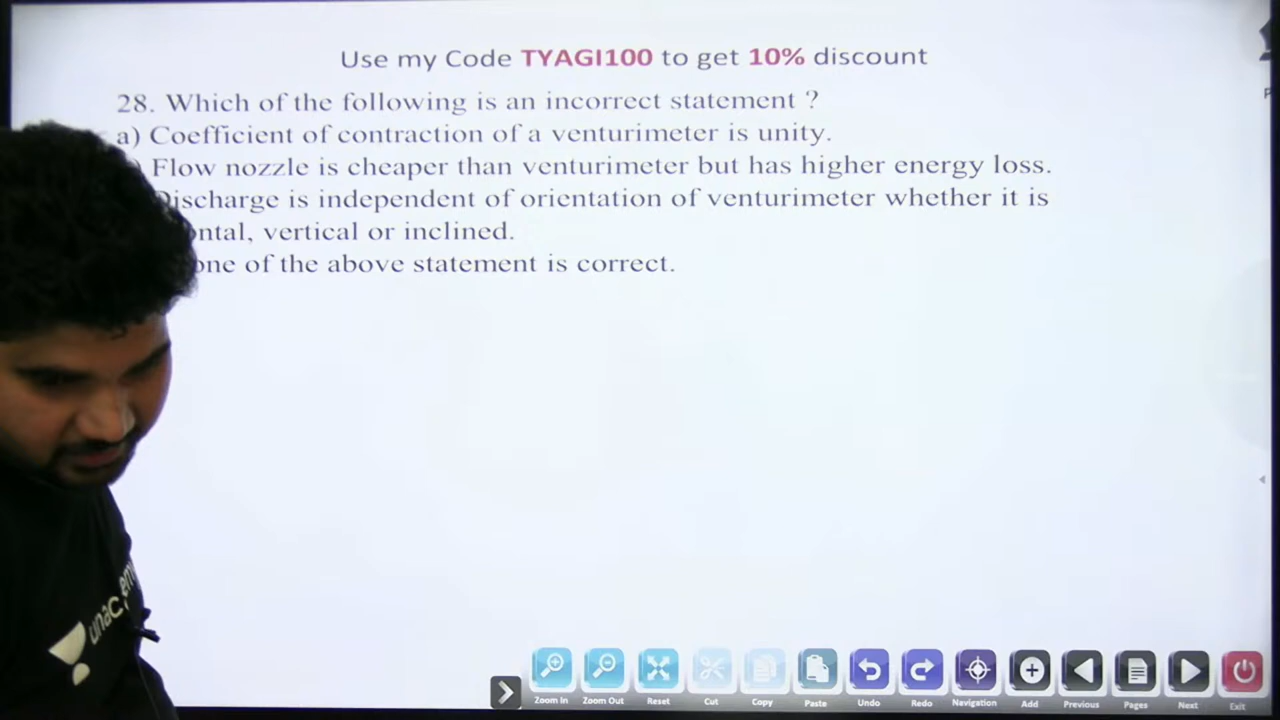 Use my Code TYAGI100 to get 10% discount
28. Which of the following is an incorrect statement ?
a) Coefficient of contraction of a venturimeter is unity.
Flow nozzle is cheaper than venturimeter but has higher energy loss.
Discharge is independent of orientation of venturimeter whether it is
ontal, vertical or inclined.
one of the above statement is correct.
unacademy
Zoom In Zoom Out Reset Cut Copy Paste Undo Redo Navigation Add Previous Pages Next Exit